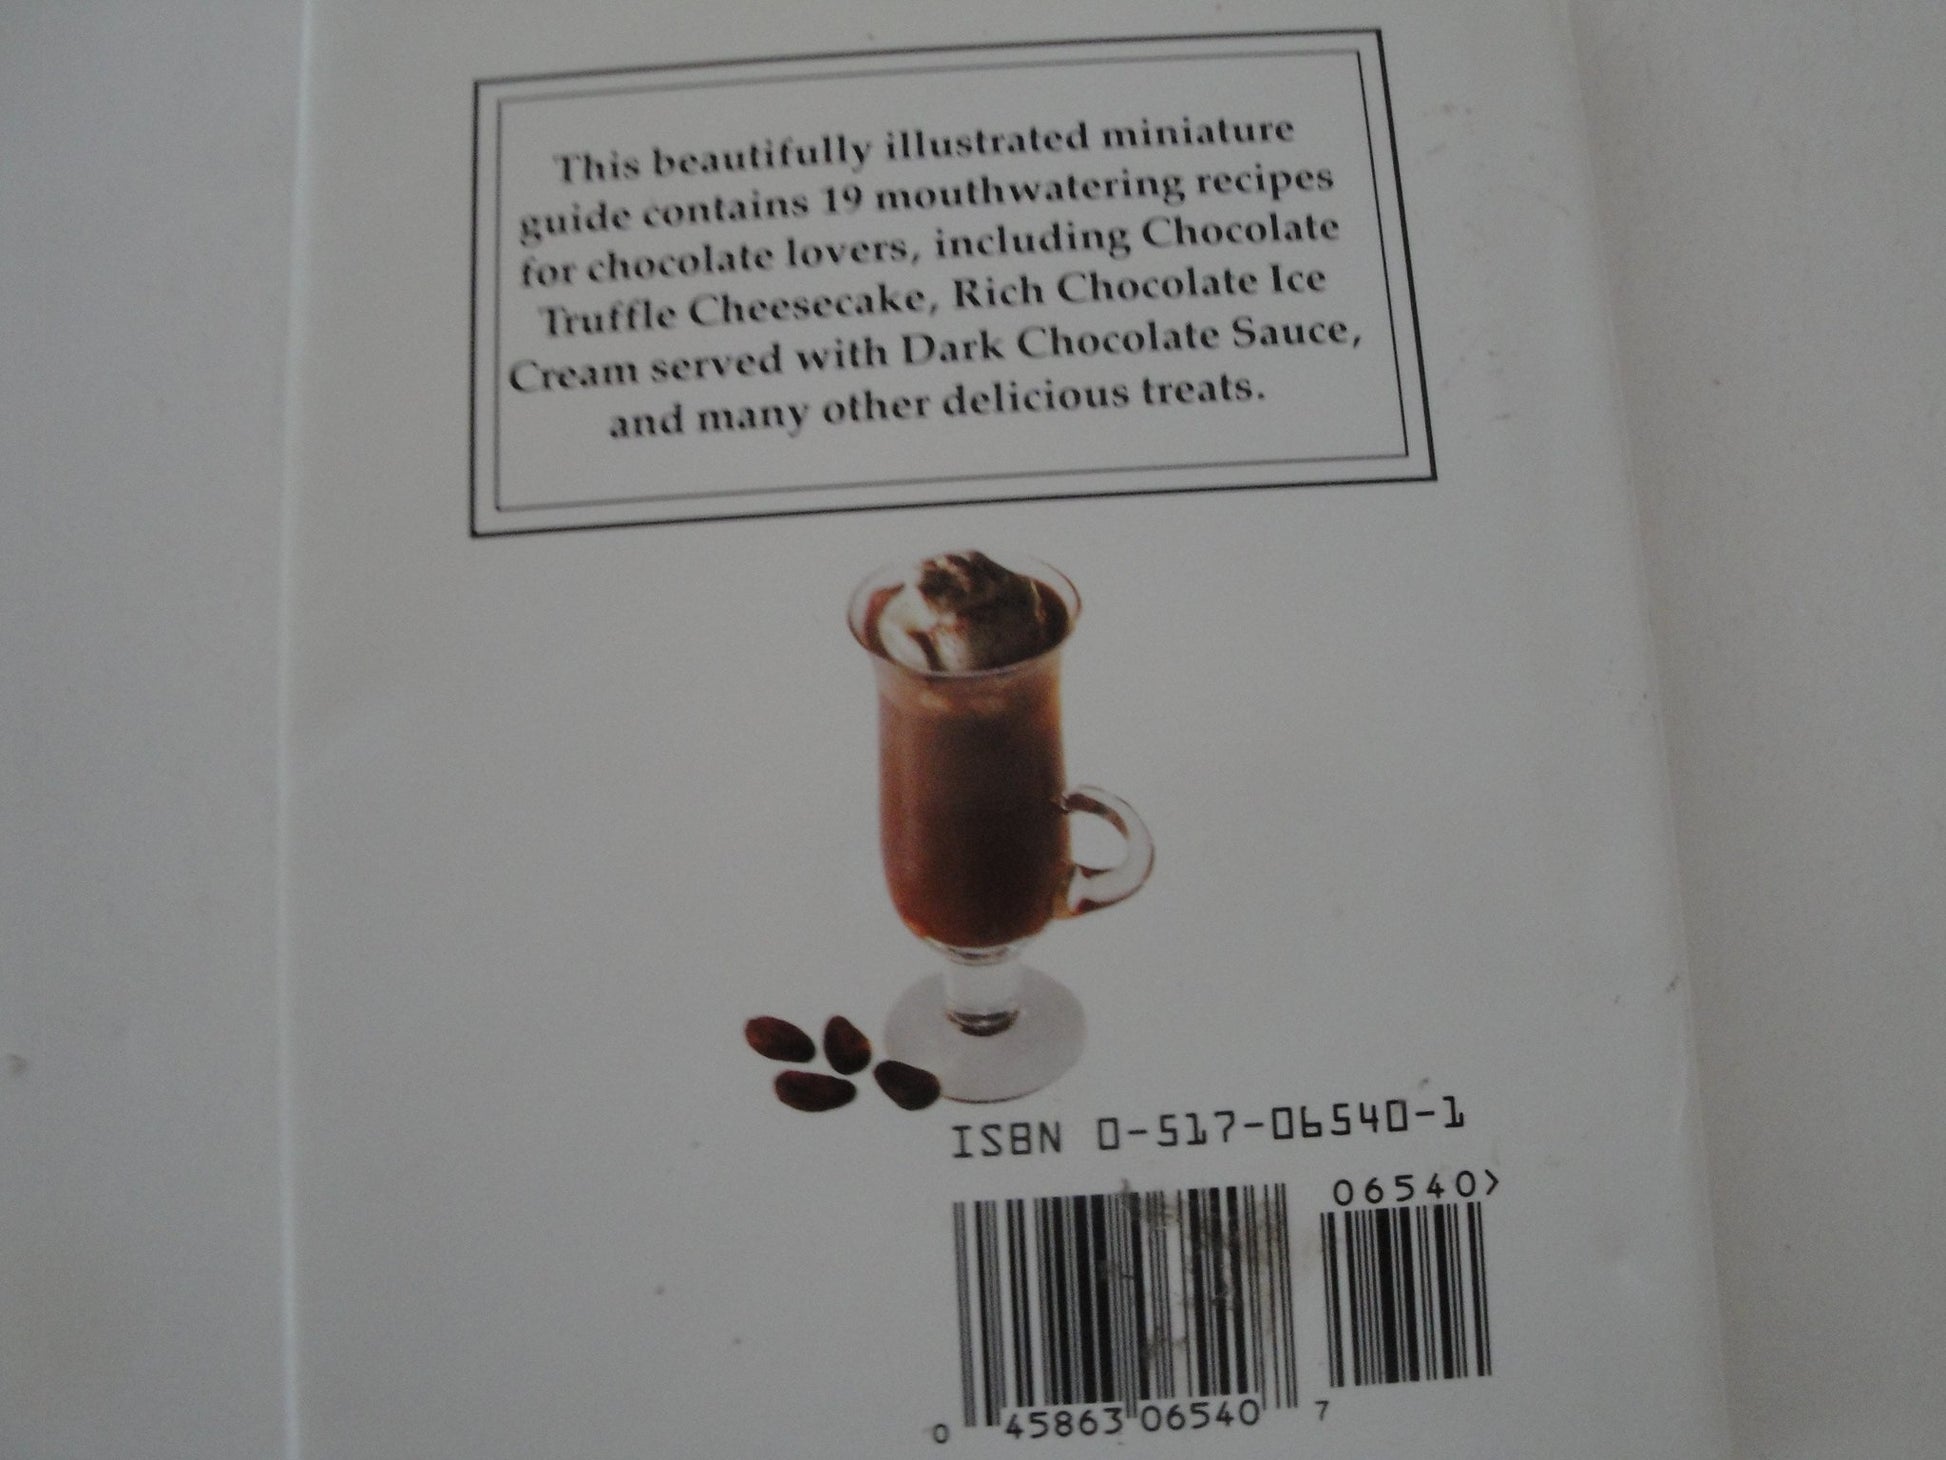 This beautifully illustrated miniature
guide contains 19 mouthwatering recipes
for chocolate lovers, including Chocolate
Truffle Cheesecake, Rich Chocolate Ice
Cream served with Dark Chocolate Sauce,
and many other delicious treats.
ISBN 0-517-06540-1
06540>
0 45863 06540 7